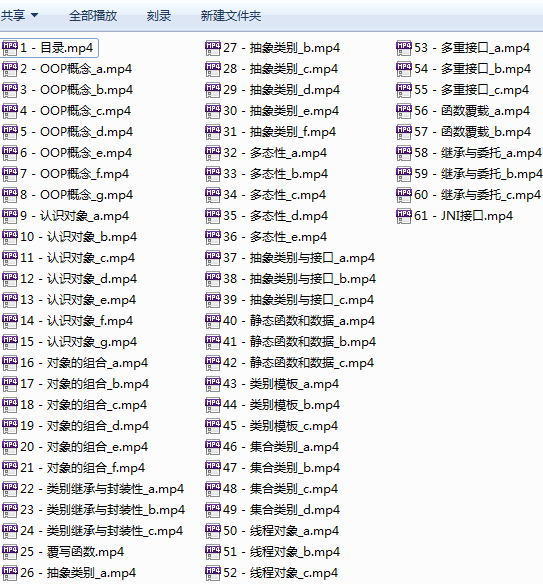 共享 全部播放 刻录 新建文件夹
1 - 目录.mp4
2 - OOP概念_a.mp4
3 - OOP概念_b.mp4
4 - OOP概念_c.mp4
5 - OOP概念_d.mp4
6 - OOP概念_e.mp4
7 - OOP概念_f.mp4
8 - OOP概念_g.mp4
9 - 认识对象_a.mp4
10 - 认识对象_b.mp4
11 - 认识对象_c.mp4
12 - 认识对象_d.mp4
13 - 认识对象_e.mp4
14 - 认识对象_f.mp4
15 - 认识对象_g.mp4
16 - 对象的组合_a.mp4
17 - 对象的组合_b.mp4
18 - 对象的组合_c.mp4
19 - 对象的组合_d.mp4
20 - 对象的组合_e.mp4
21 - 对象的组合_f.mp4
22 - 类别继承与封装性_a.mp4
23 - 类别继承与封装性_b.mp4
24 - 类别继承与封装性_c.mp4
25 - 覆写函数.mp4
26 - 抽象类别_a.mp4
27 - 抽象类别_b.mp4
28 - 抽象类别_c.mp4
29 - 抽象类别_d.mp4
30 - 抽象类别_e.mp4
31 - 抽象类别_f.mp4
32 - 多态性_a.mp4
33 - 多态性_b.mp4
34 - 多态性_c.mp4
35 - 多态性_d.mp4
36 - 多态性_e.mp4
37 - 抽象类别与接口_a.mp4
38 - 抽象类别与接口_b.mp4
39 - 抽象类别与接口_c.mp4
40 - 静态函数和数据_a.mp4
41 - 静态函数和数据_b.mp4
42 - 静态函数和数据_c.mp4
43 - 类别模板_a.mp4
44 - 类别模板_b.mp4
45 - 类别模板_c.mp4
46 - 集合类别_a.mp4
47 - 集合类别_b.mp4
48 - 集合类别_c.mp4
49 - 集合类别_d.mp4
50 - 线程对象_a.mp4
51 - 线程对象_b.mp4
52 - 线程对象_c.mp4
53 - 多重接口_a.mp4
54 - 多重接口_b.mp4
55 - 多重接口_c.mp4
56 - 函数覆载_a.mp4
57 - 函数覆载_b.mp4
58 - 继承与委托_a.mp4
59 - 继承与委托_b.mp4
60 - 继承与委托_c.mp4
61 - JNI接口.mp4